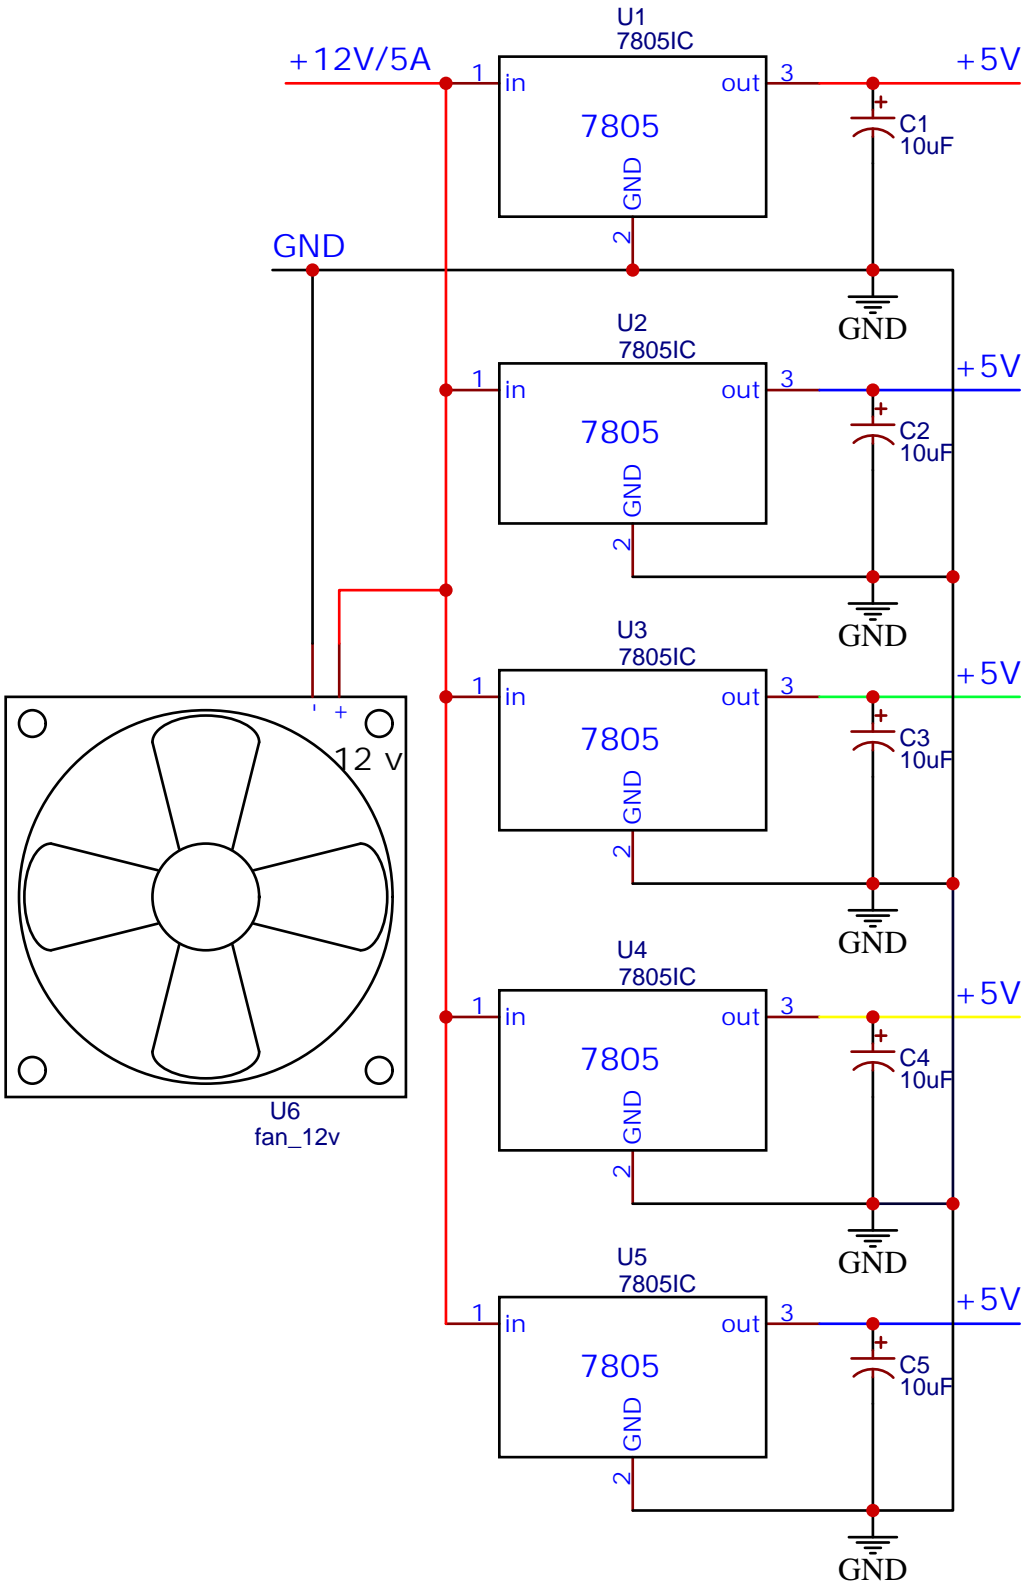 U1
7805IC
+12V/5A
+5V
1
in
out
3
+
C1
10uF
7805
GND
2
GND
GND
U2
7805IC
+5V
1
in
out
3
+
C2
10uF
7805
GND
2
GND
U3
7805IC
+5V
1
in
out
3
+
C3
10uF
7805
GND
2
GND
- +
12 v
U6
fan_12v
U4
7805IC
+5V
1
in
out
3
+
C4
10uF
7805
GND
2
GND
U5
7805IC
+5V
1
in
out
3
+
C5
10uF
7805
GND
2
GND